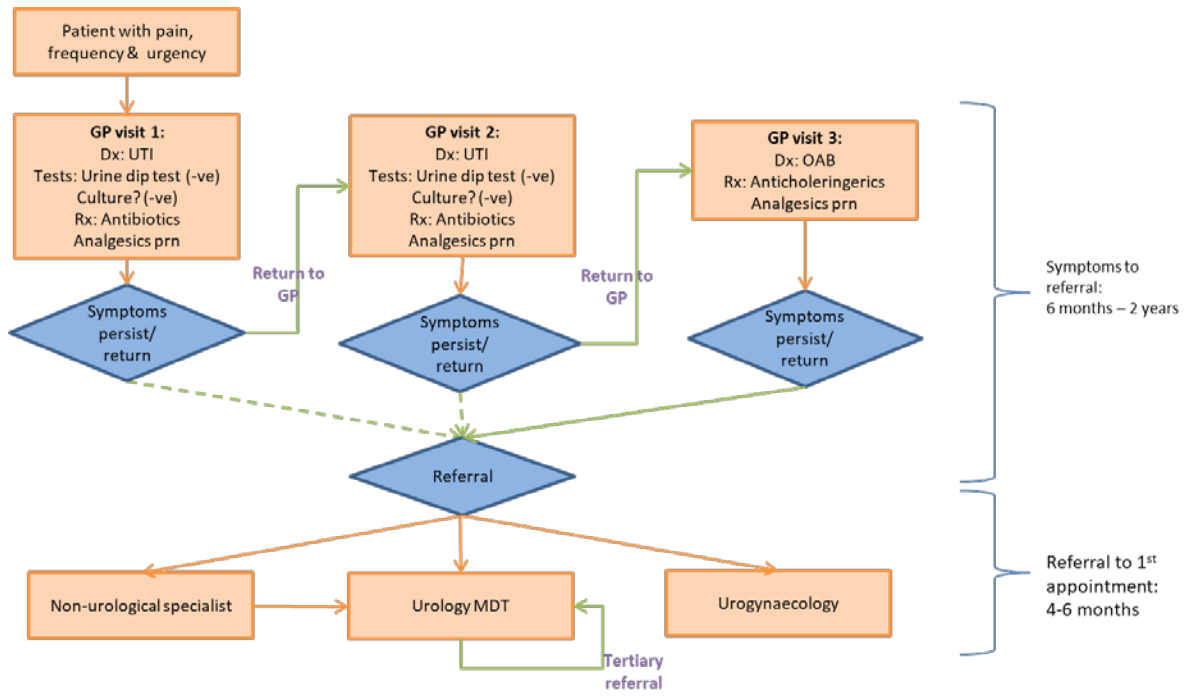 Patient with pain,
frequency & urgency
GP visit 1:
Dx: UTI
Tests: Urine dip test (-ve)
Culture? (-ve)
Rx: Antibiotics
Analgesics prn
GP visit 2:
Dx: UTI
Tests: Urine dip test (-ve)
Culture? (-ve)
Rx: Antibiotics
Analgesics prn
GP visit 3:
Dx: OAB
Rx: Anticholeringerics
Analgesics prn
Return to
GP
Return to
GP
Symptoms
persist/
return
Symptoms
persist/
return
Symptoms
persist/
return
Symptoms to
referral:
6 months – 2 years
Referral
Non-urological specialist
Urology MDT
Urogynaecology
Tertiary
referral
Referral to 1st
appointment:
4-6 months